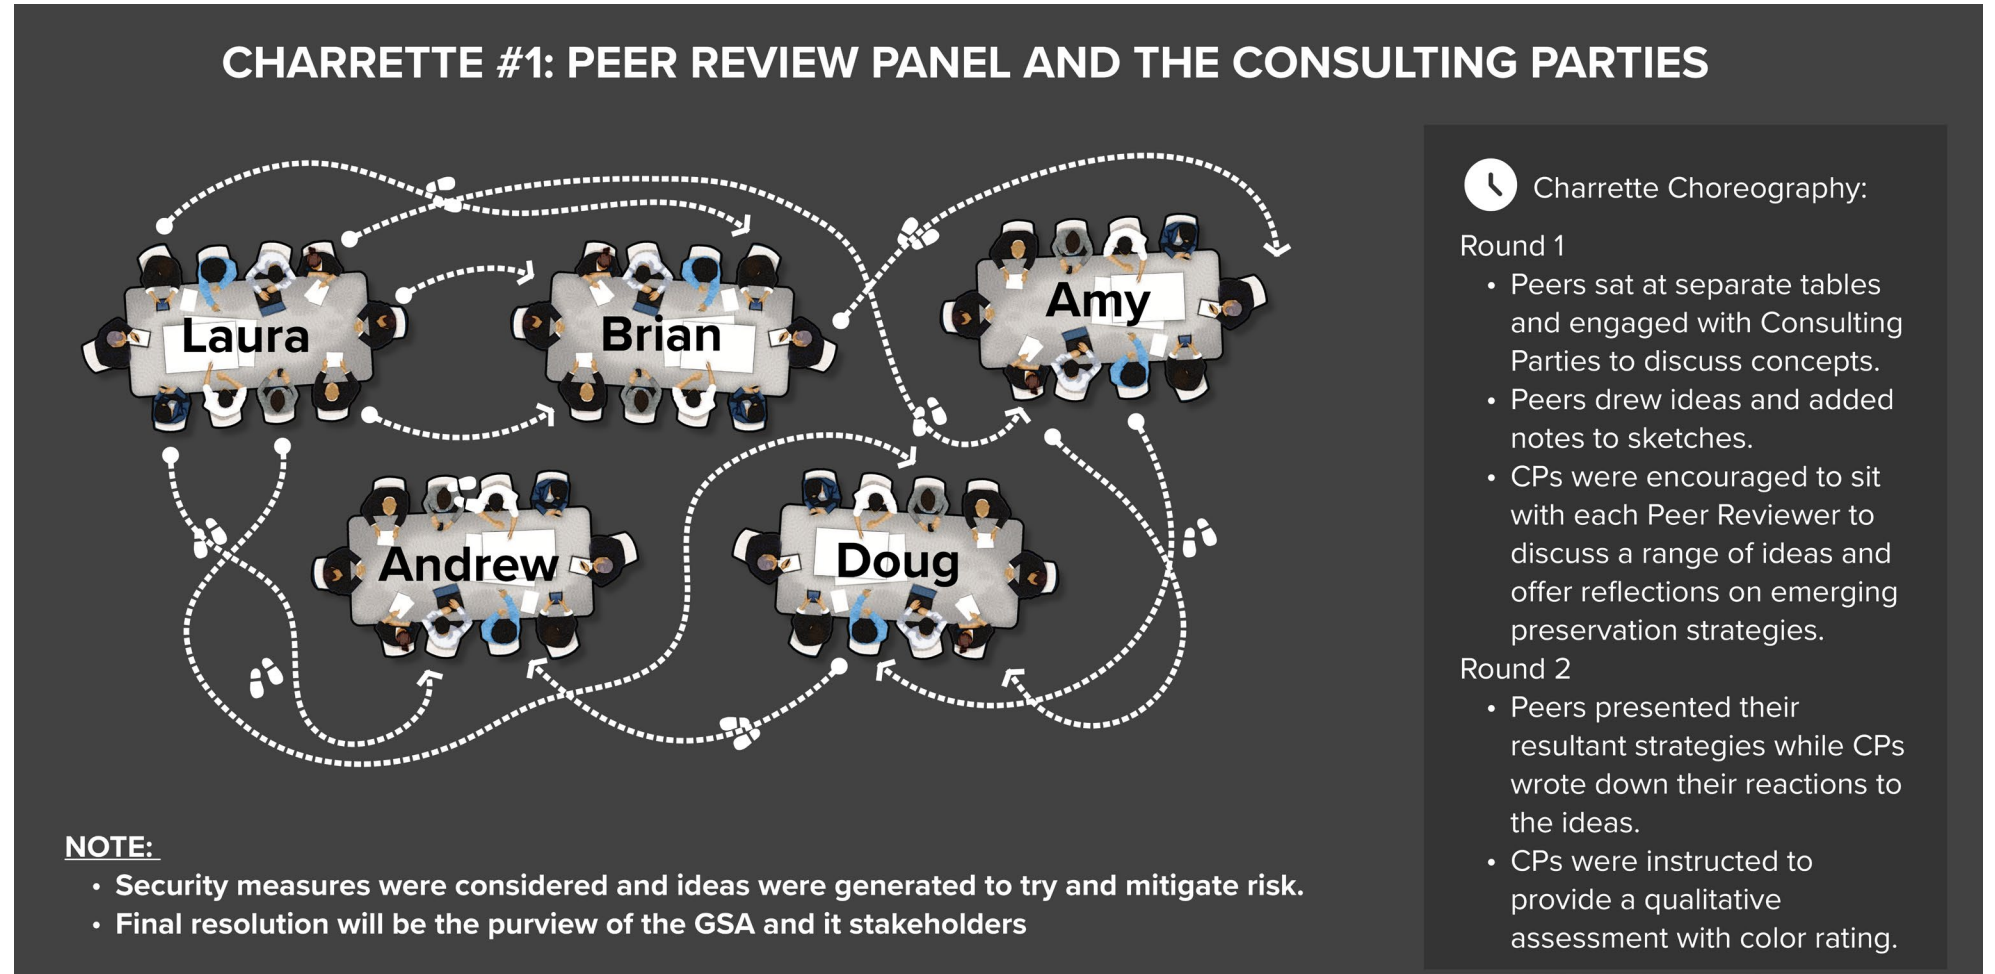 CHARRETTE #1: PEER REVIEW PANEL AND THE CONSULTING PARTIES
Laura
Brian
Amy
Andrew
Doug
Charrette Choreography:
Round 1
• Peers sat at separate tables
and engaged with Consulting
Parties to discuss concepts.
• Peers drew ideas and added
notes to sketches.
• CPs were encouraged to sit
with each Peer Reviewer to
discuss a range of ideas and
offer reflections on emerging
preservation strategies.
Round 2
• Peers presented their
resultant strategies while CPs
wrote down their reactions to
the ideas.
• CPs were instructed to
provide a qualitative
assessment with color rating.
NOTE:
• Security measures were considered and ideas were generated to try and mitigate risk.
• Final resolution will be the purview of the GSA and it stakeholders